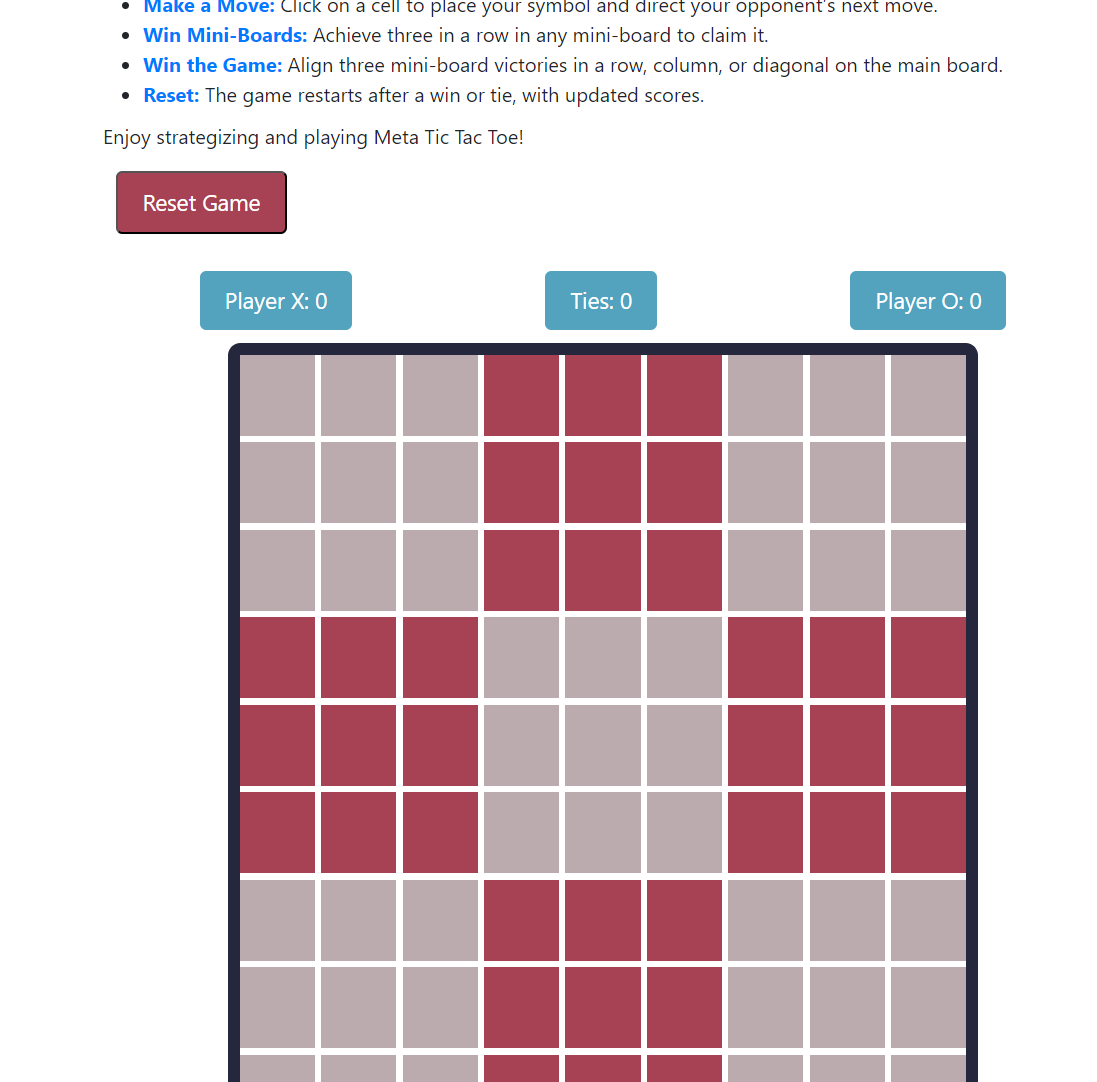 Make a Move: Click on a cell to place your symbol and direct your opponent's next move.
Win Mini-Boards: Achieve three in a row in any mini-board to claim it.
Win the Game: Align three mini-board victories in a row, column, or diagonal on the main board.
Reset: The game restarts after a win or tie, with updated scores.
Enjoy strategizing and playing Meta Tic Tac Toe!
Reset Game
Player X: 0
Ties: 0
Player O: 0